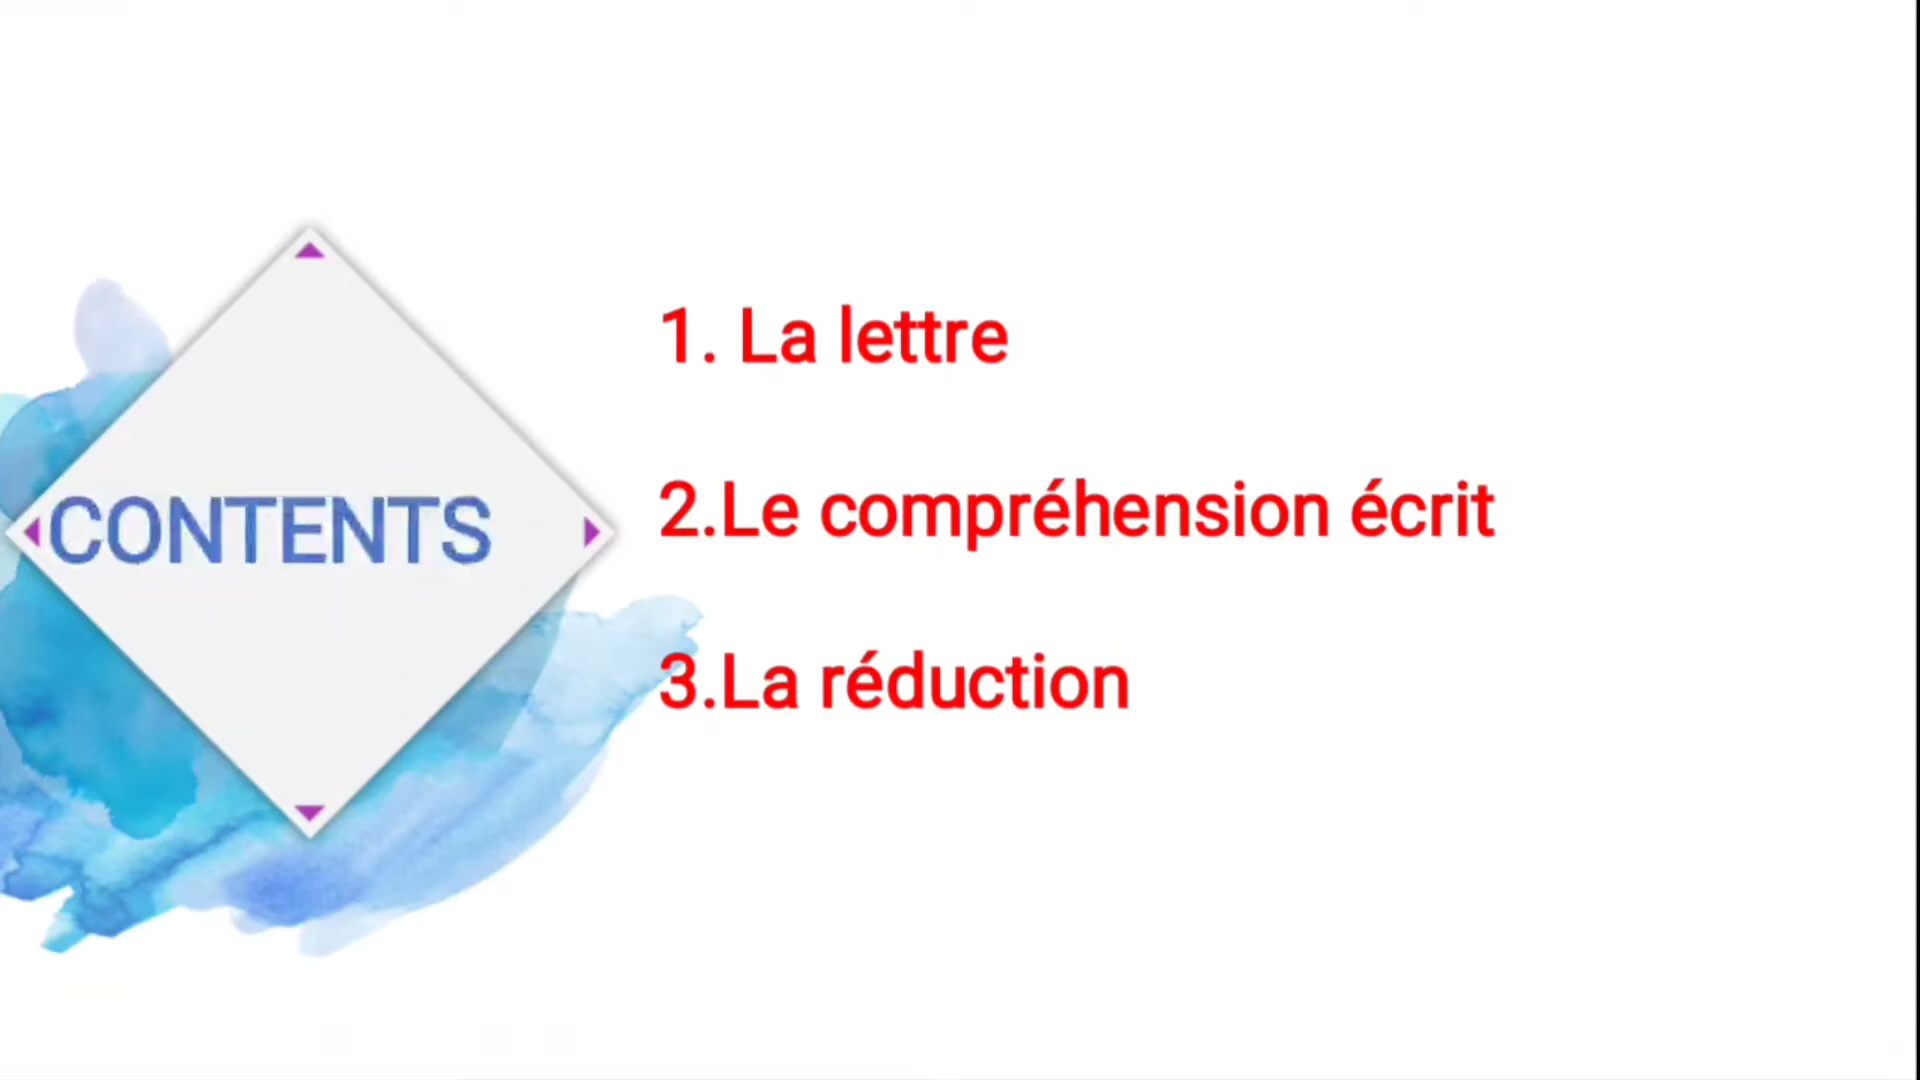 CONTENTS
1. La lettre
2.Le compréhension écrit
3.La réduction